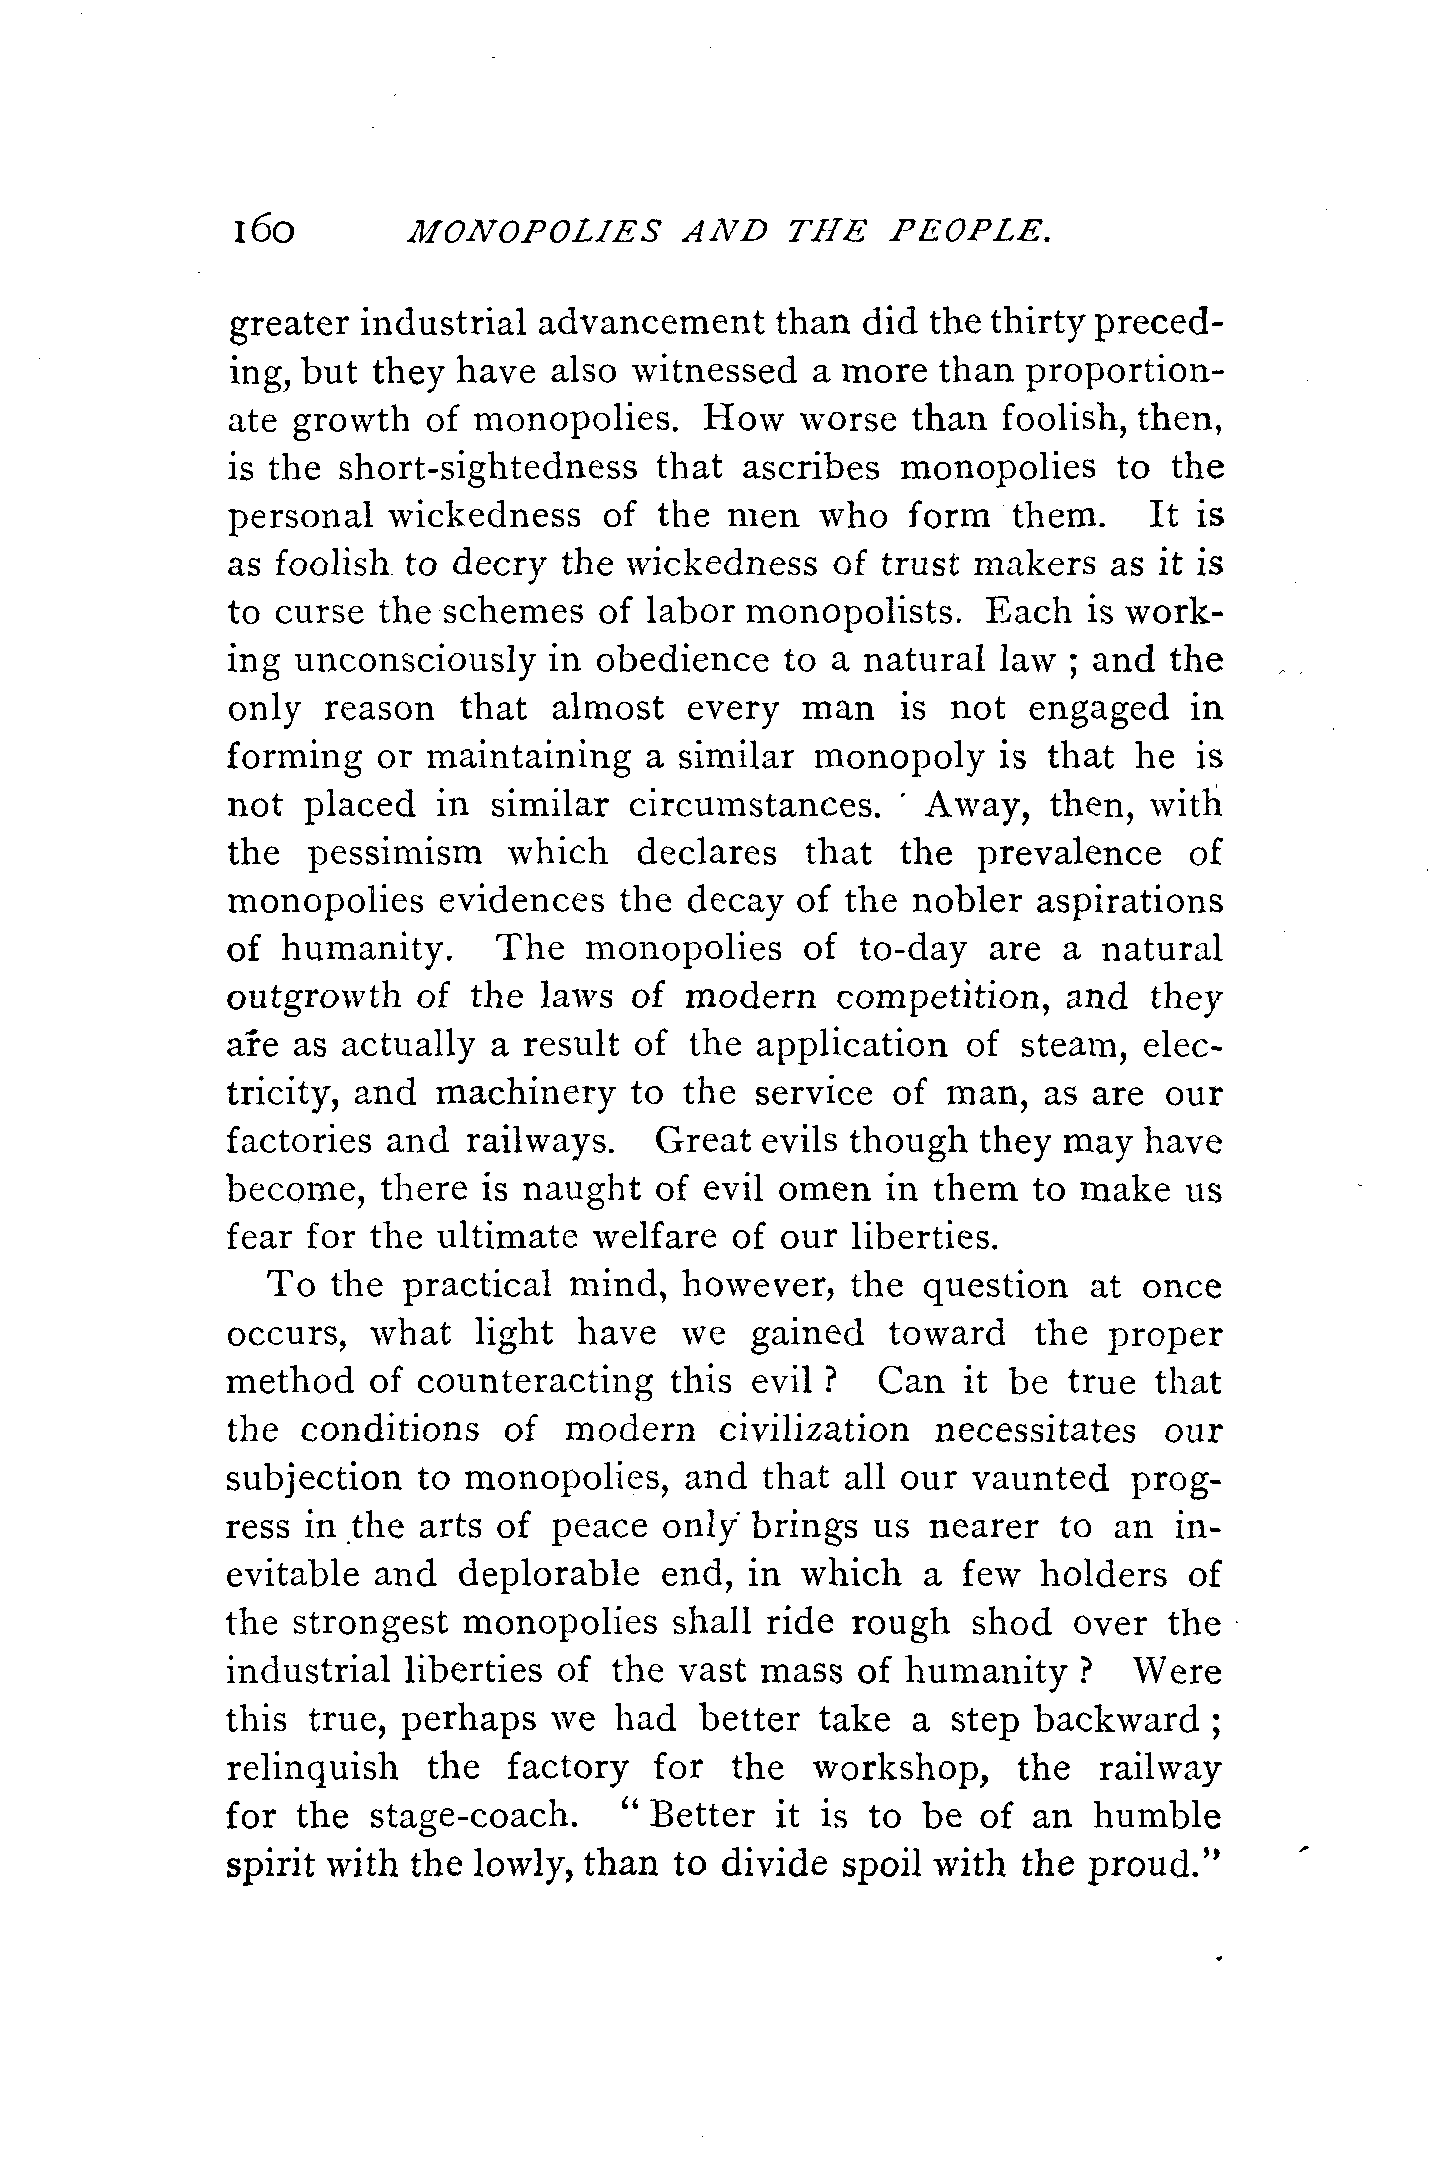 160 MONOPOLIES AND THE PEOPLE.
greater industrial advancement than did the thirty preced-
ing, but they have also witnessed a more than proportion-
ate growth of monopolies. How worse than foolish, then,
is the short-sightedness that ascribes monopolies to the
personal wickedness of the men who form them. It is
as foolish to decry the wickedness of trust makers as it is
to curse the schemes of labor monopolists. Each is work-
ing unconsciously in obedience to a natural law ; and the
only reason that almost every man is not engaged in
forming or maintaining a similar monopoly is that he is
not placed in similar circumstances. Away, then, with
the pessimism which declares that the prevalence of
monopolies evidences the decay of the nobler aspirations
of humanity. The monopolies of to-day are a natural
outgrowth of the laws of modern competition, and they
are as actually a result of the application of steam, elec-
tricity, and machinery to the service of man, as are our
factories and railways. Great evils though they may have
become, there is naught of evil omen in them to make us
fear for the ultimate welfare of our liberties.
To the practical mind, however, the question at once
occurs, what light have we gained toward the proper
method of counteracting this evil ? Can it be true that
the conditions of modern civilization necessitates our
subjection to monopolies, and that all our vaunted prog-
ress in the arts of peace only brings us nearer to an in-
evitable and deplorable end, in which a few holders of
the strongest monopolies shall ride rough shod over the
industrial liberties of the vast mass of humanity ? Were
this true, perhaps we had better take a step backward ;
relinquish the factory for the workshop, the railway
for the stage-coach. “ Better it is to be of an humble
spirit with the lowly, than to divide spoil with the proud.”